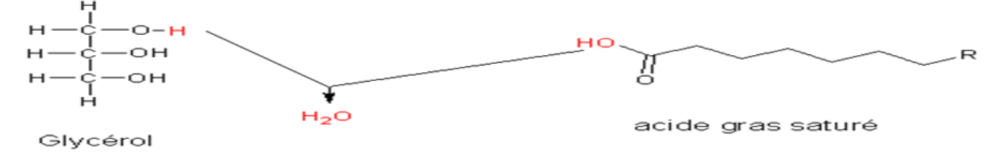 H
H—C—O—H
H—C—OH
H—C—OH
H
HO
C
O
R
H₂O
Glycérol
acide gras saturé